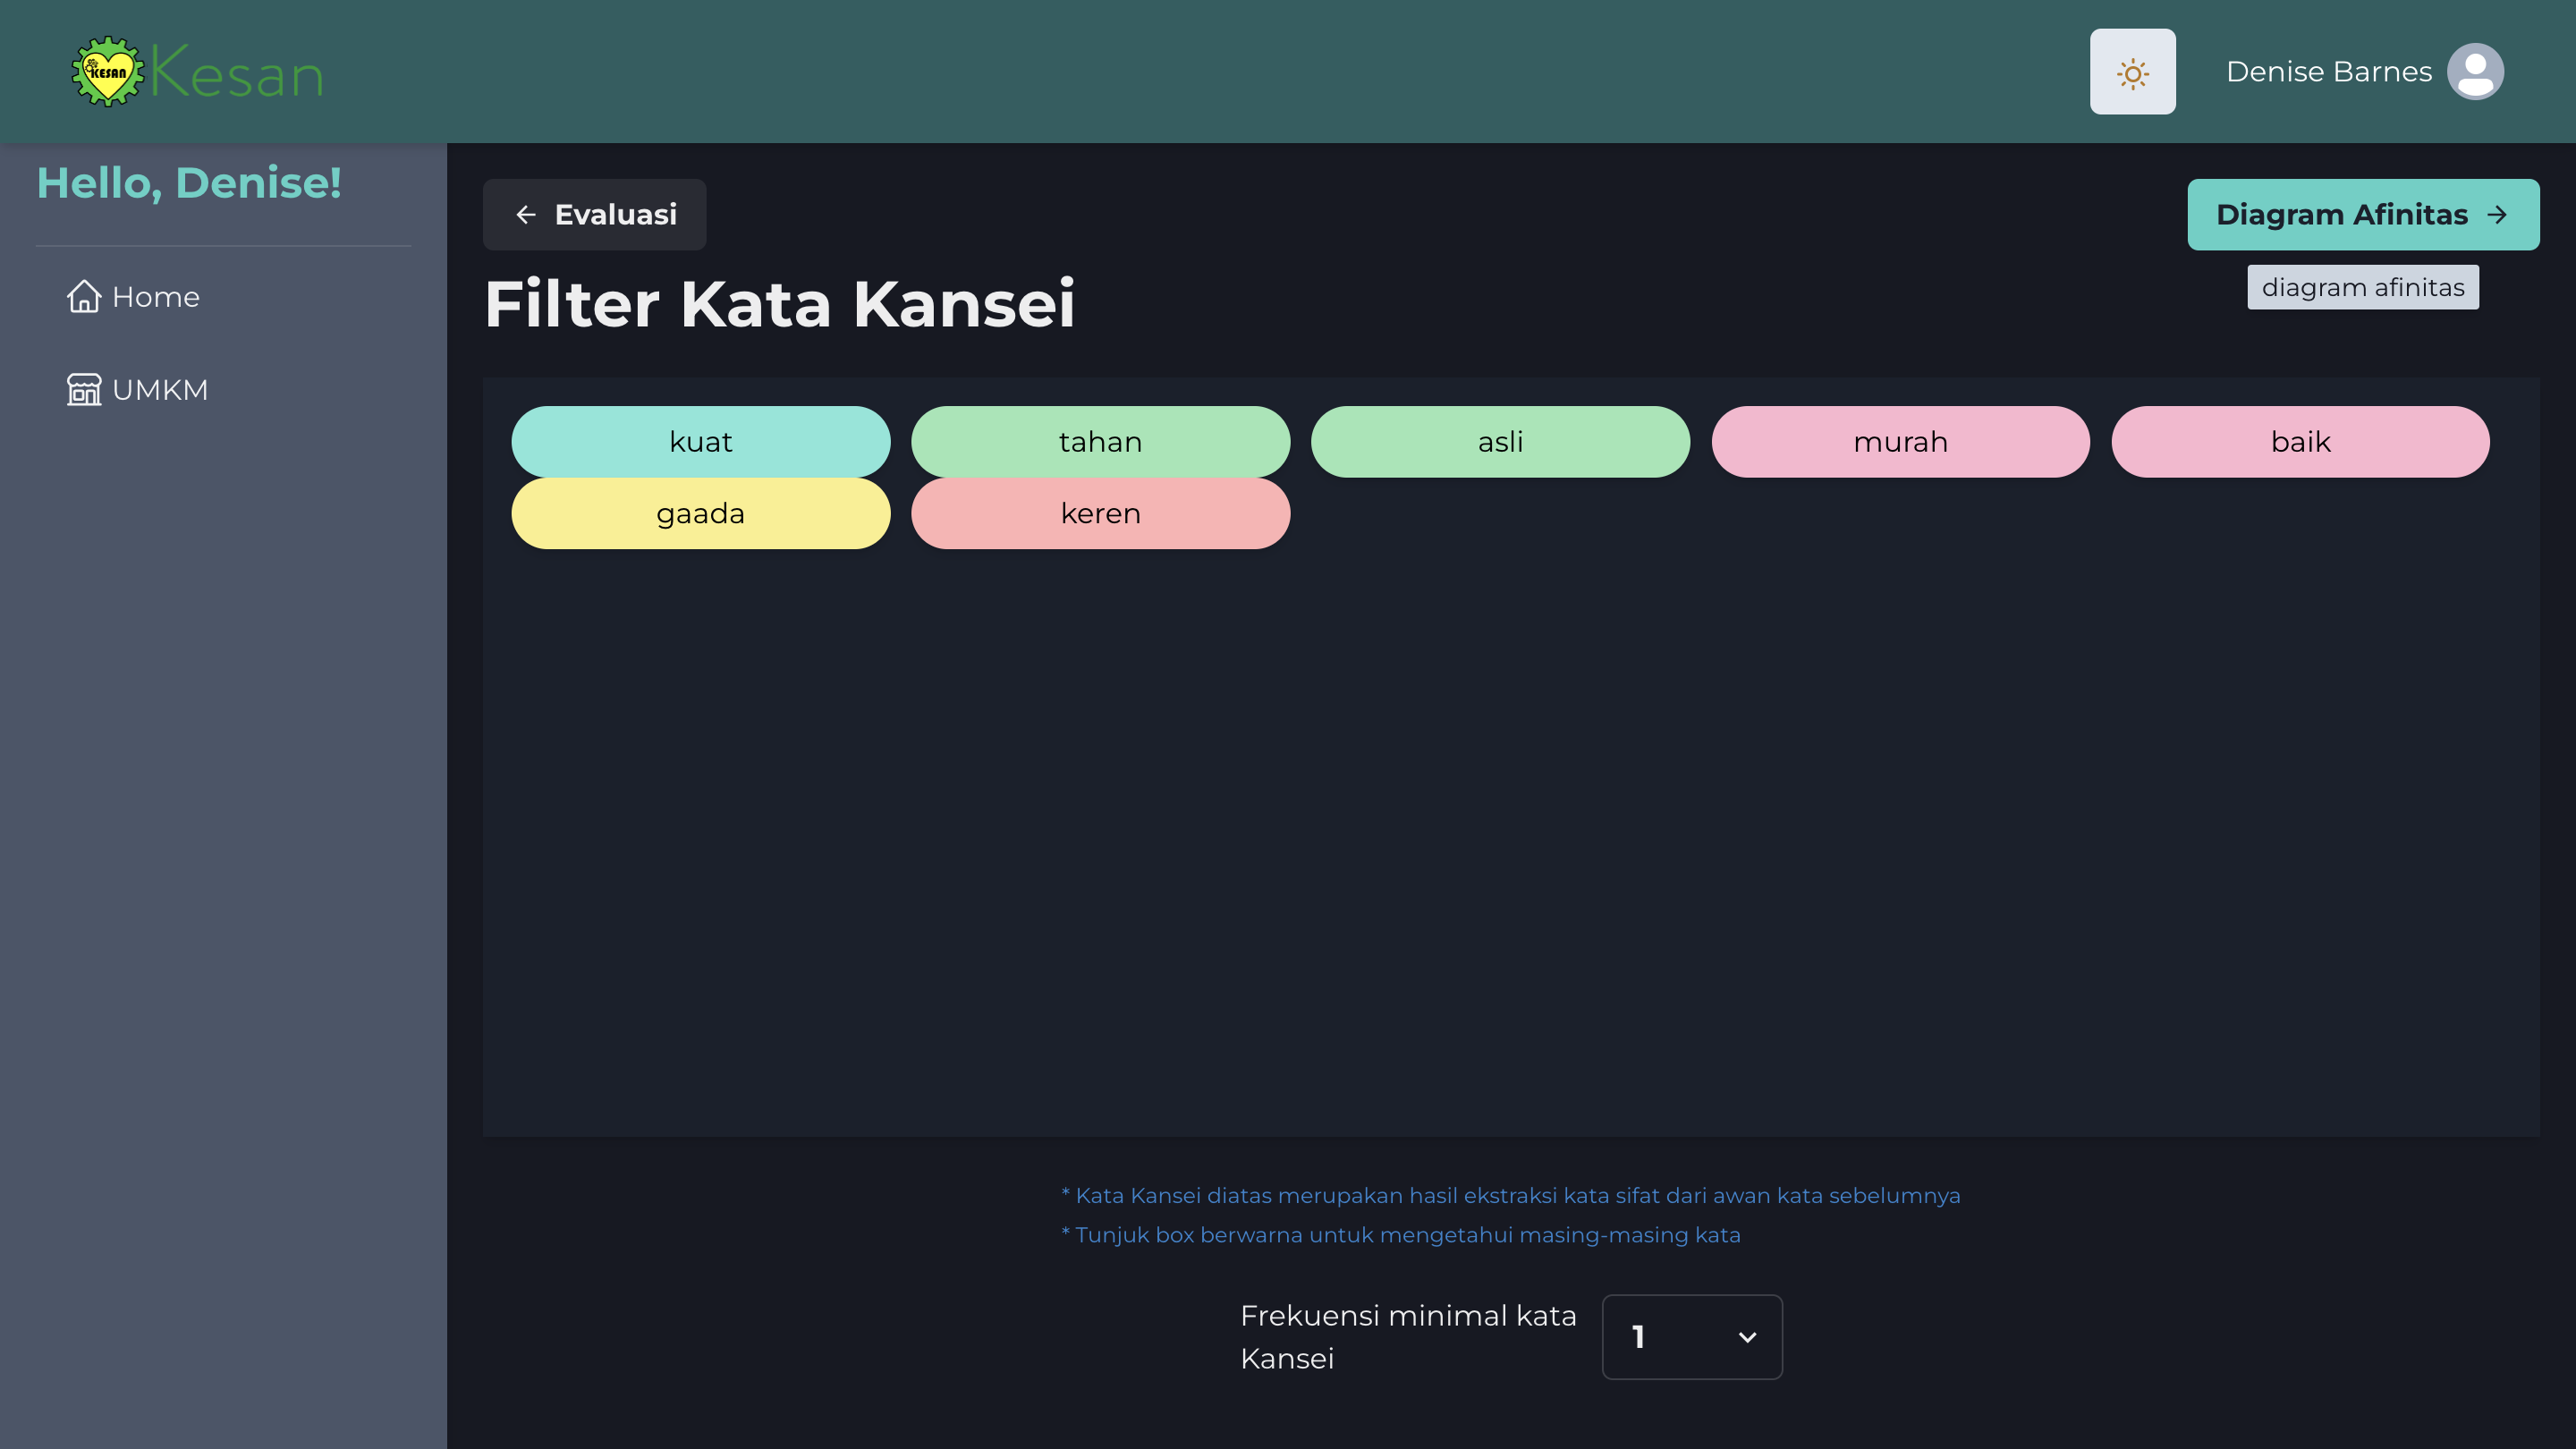 KESAN Kesan
Denise Barnes
Hello, Denise!
Home
UMKM
Evaluasi
Diagram Afinitas
diagram afinitas
Filter Kata Kansei
kuat
tahan
asli
murah
baik
gaada
keren
* Kata Kansei diatas merupakan hasil ekstraksi kata sifat dari awan kata sebelumnya
* Tunjuk box berwarna untuk mengetahui masing-masing kata
Frekuensi minimal kata
Kansei
1